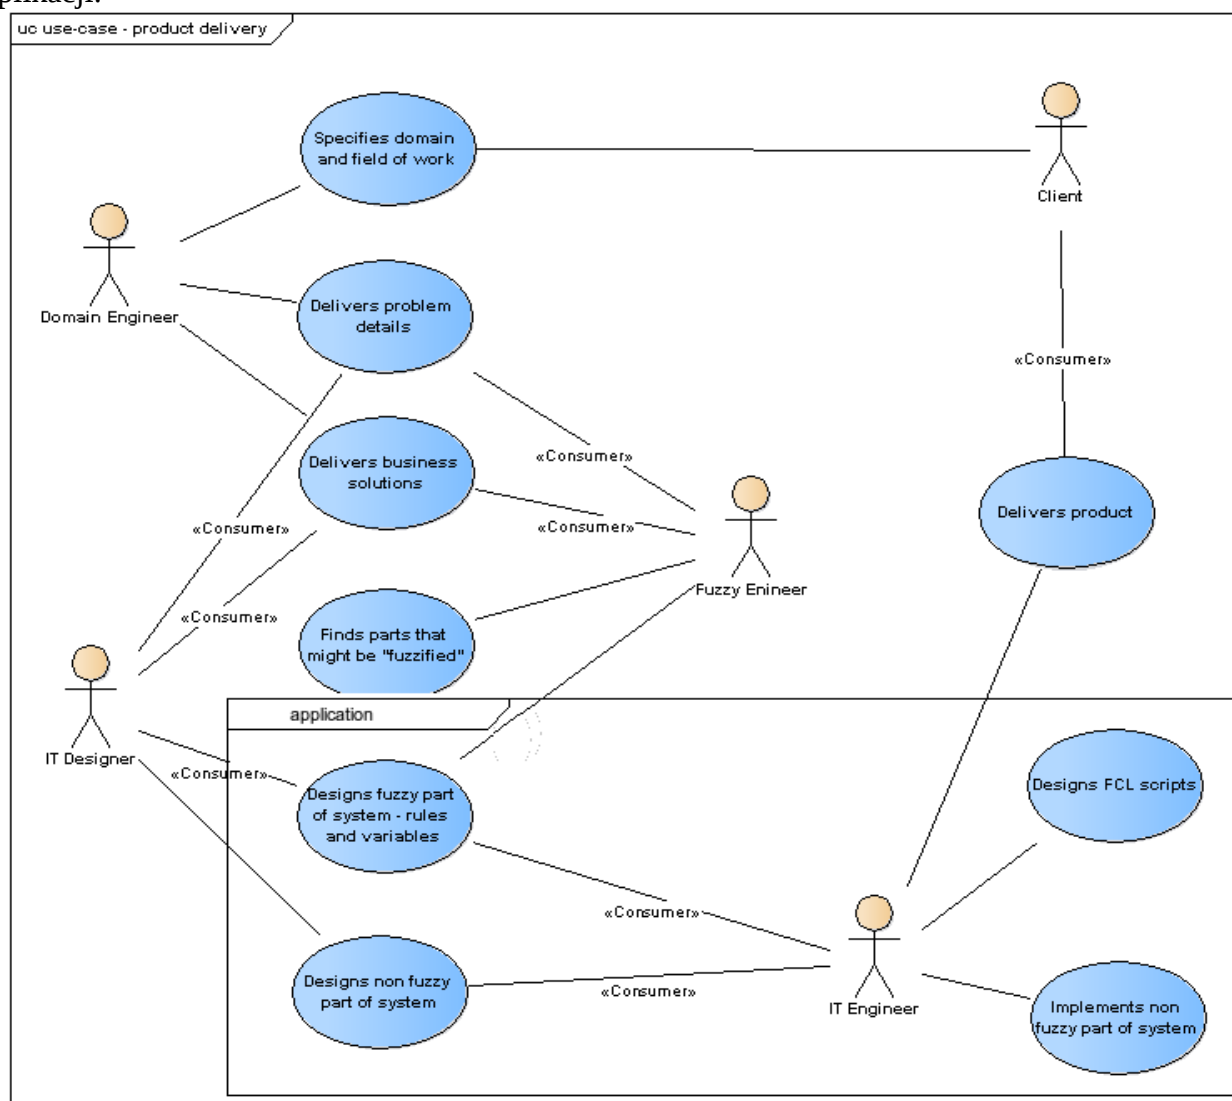 plikacji.
uc use-case - product delivery
Specifies domain
and field of work
Client
Domain Engineer
Delivers problem
details
«Consumer»
«Consumer»
Delivers business
solutions
«Consumer»
«Consumer»
Delivers product
«Consumer»
Fuzzy Enineer
«Consumer»
Finds parts that
might be "fuzzified"
IT Designer
application
«Consumer»
Designs fuzzy part
of system - rules
and variables
Designs FCL scripts
«Consumer»
Designs non fuzzy
part of system
«Consumer»
IT Engineer
Implements non
fuzzy part of system